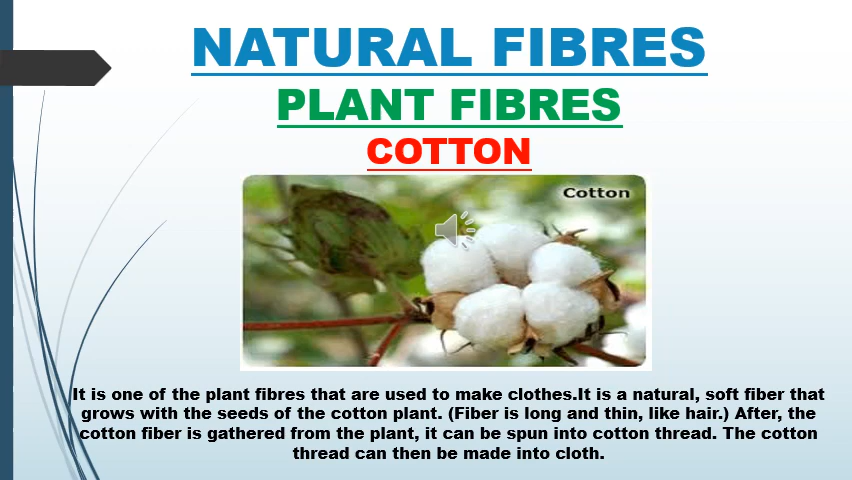 NATURAL FIBRES
PLANT FIBRES
COTTON
Cotton
It is one of the plant fibres that are used to make clothes.It is a natural, soft fiber that
grows with the seeds of the cotton plant. (Fiber is long and thin, like hair.) After, the
cotton fiber is gathered from the plant, it can be spun into cotton thread. The cotton
thread can then be made into cloth.